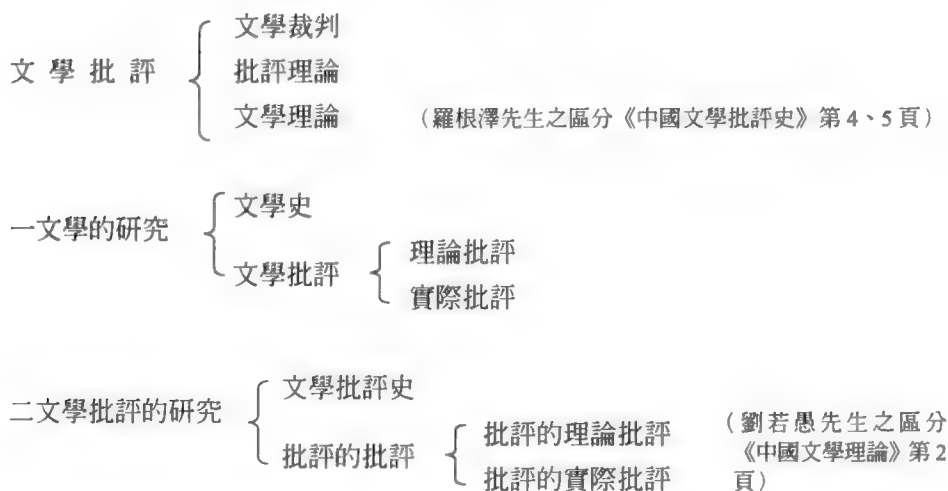 文學裁判
文學批評
批評理論
文學理論
（羅根澤先生之區分《中國文學批評史》第4、5頁）
文學史
一文學的研究
理論批評
文學批評
實際批評
文學批評史
二文學批評的研究
批評的理論批評
（劉若愚先生之區分
批評的批評
《中國文學理論》第2
批評的實際批評
頁）